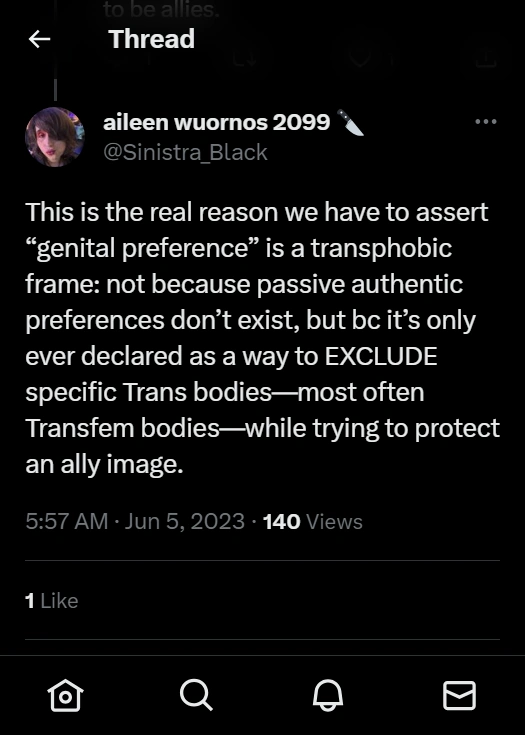 to be allies.
Thread
aileen wuornos 2099
@Sinistra_Black
This is the real reason we have to assert
“genital preference” is a transphobic
frame: not because passive authentic
preferences don’t exist, but bc it’s only
ever declared as a way to EXCLUDE
specific Trans bodies—most often
Transfem bodies—while trying to protect
an ally image.
5:57 AM · Jun 5, 2023 · 140 Views
1 Like